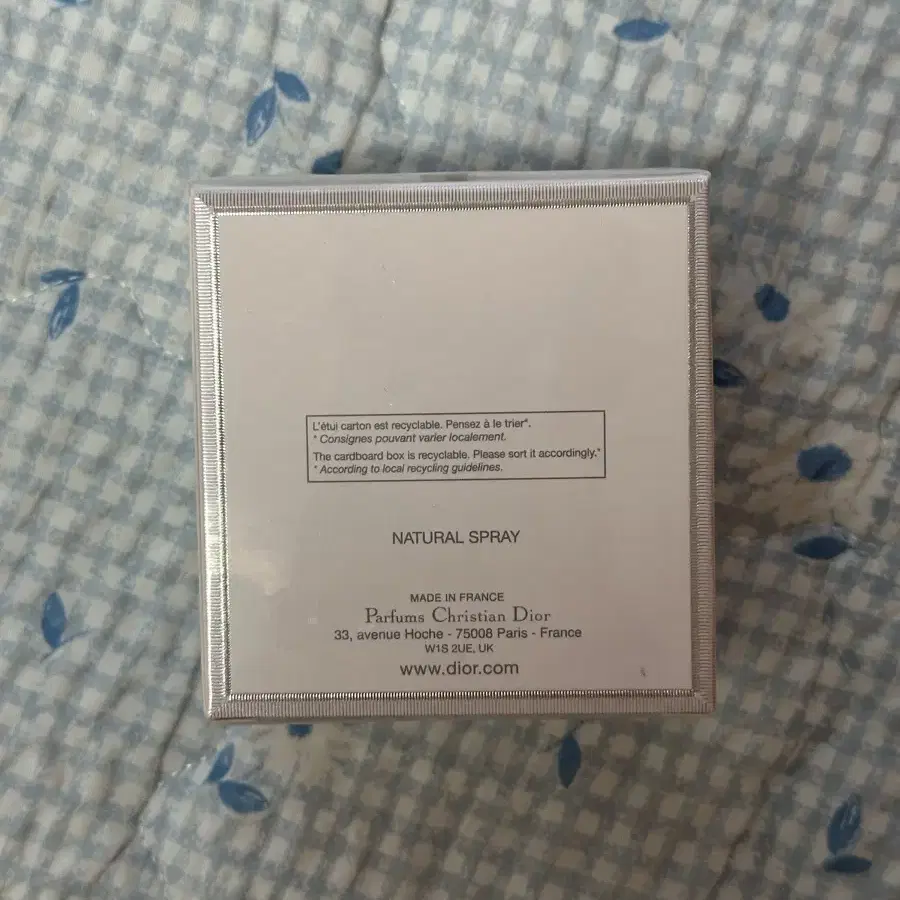 L'étui carton est recyclable. Pensez à le trier*.
* Consignes pouvant varier localement.
The cardboard box is recyclable. Please sort it accordingly.*
* According to local recycling guidelines.
NATURAL SPRAY
MADE IN FRANCE
Parfums Christian Dior
33, avenue Hoche - 75008 Paris - France
W1S 2UE, UK
www.dior.com